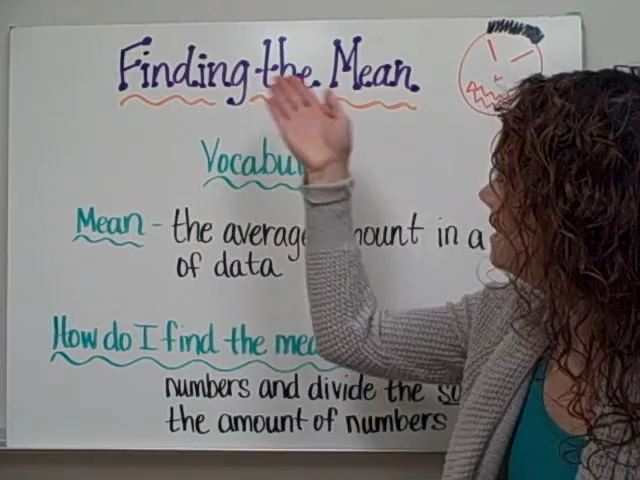 Finding the Mean
Vocabu
Mean - the average mount in a
of data
How do I find the mea
numbers and divide the so
the amount of numbers